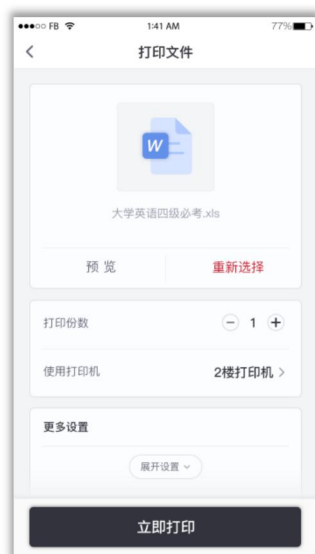 FB 1:41 AM 77%
打印文件
W
大学英语四级必考.xls
预 览 重新选择
打印份数 1
使用打印机 2楼打印机
更多设置
展开设置
立即打印